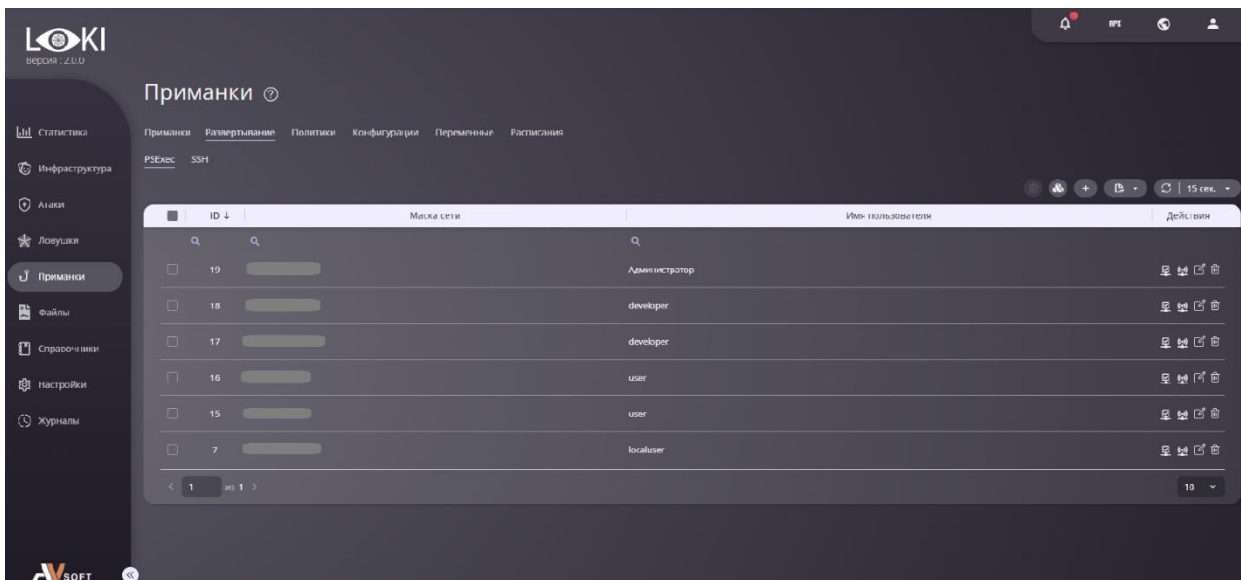 LOKI
Версия : 2.0.0
API
Приманки
Статистика
Инфраструктура
Атаки
Ловушки
Приманки
Файлы
Справочники
Настройки
Журналы
Приманки Развертывание Политики Конфигурации Переменные Расписания
PSExec SSH
15 сек.
ID Маска сети Имя пользователя Действия
19 Администратор
18 developer
17 developer
16 user
15 user
7 localuser
1 из 1
10
AVSOFT